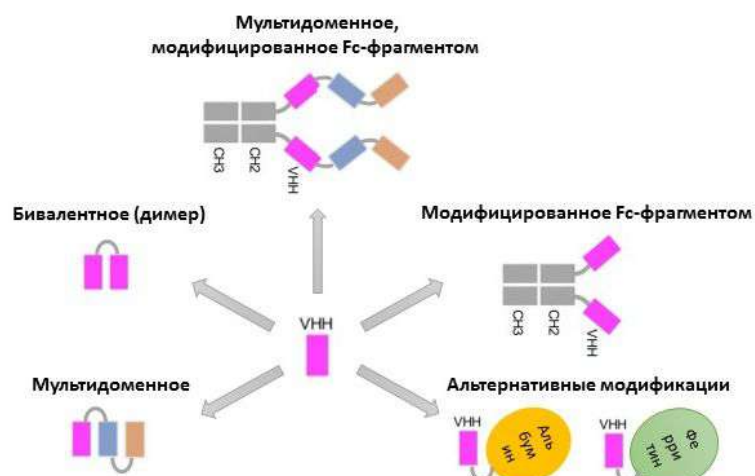 Мультидоменное,
модифицированное Fc-фрагментом
CH3
CH2
VHH
Бивалентное (димер)
Модифицированное Fc-фрагментом
CH3
CH2
VHH
VHH
Мультидоменное
Альтернативные модификации
VHH
Аль
бум
ин
VHH
Фе
рри
тин